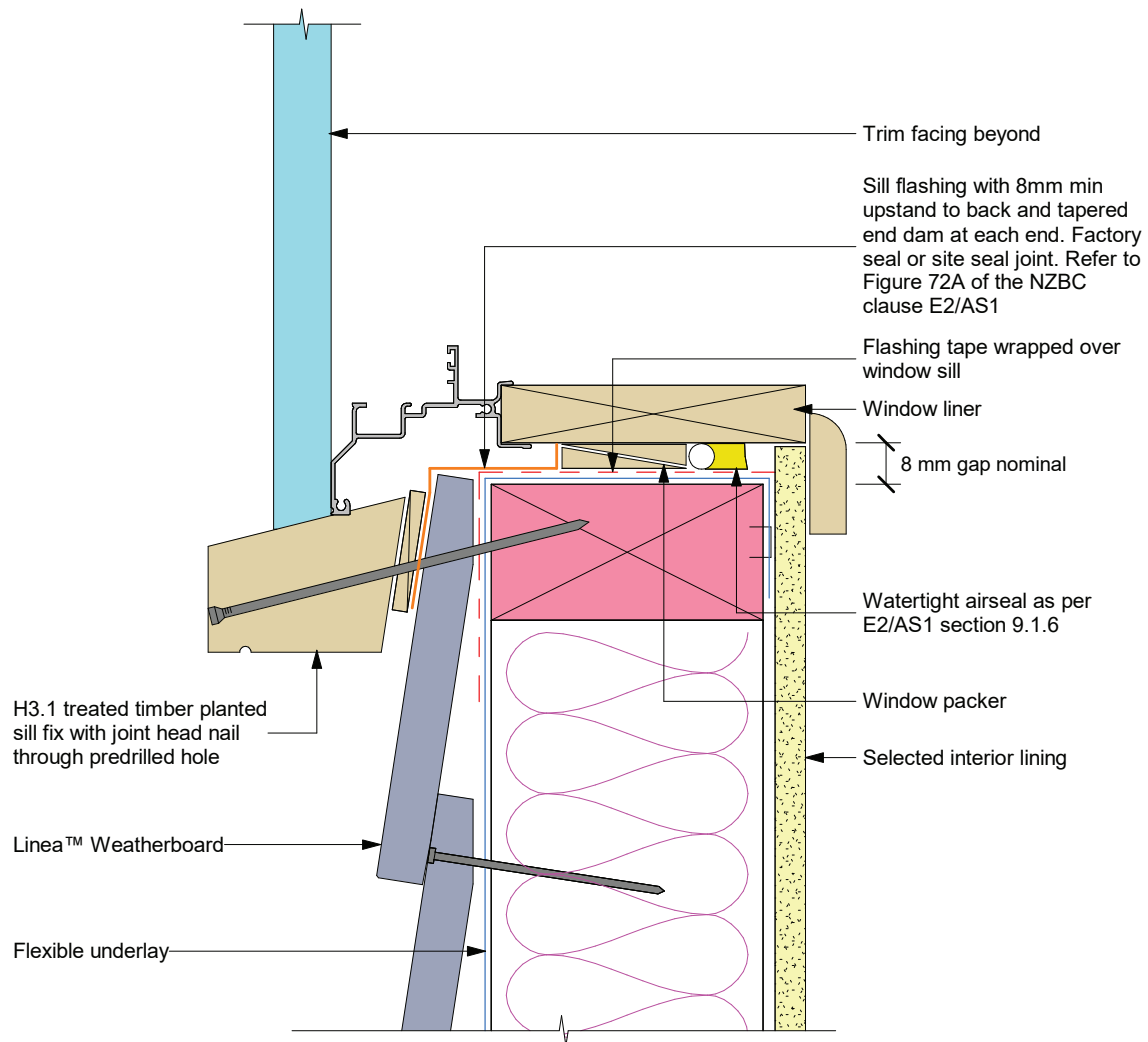 Trim facing beyond
Sill flashing with 8mm min
upstand to back and tapered
end dam at each end. Factory
seal or site seal joint. Refer to
Figure 72A of the NZBC
clause E2/AS1
Flashing tape wrapped over
window sill
Window liner
8 mm gap nominal
Watertight airseal as per
E2/AS1 section 9.1.6
Window packer
Selected interior lining
H3.1 treated timber planted
sill fix with joint head nail
through predrilled hole
Linea™ Weatherboard
Flexible underlay